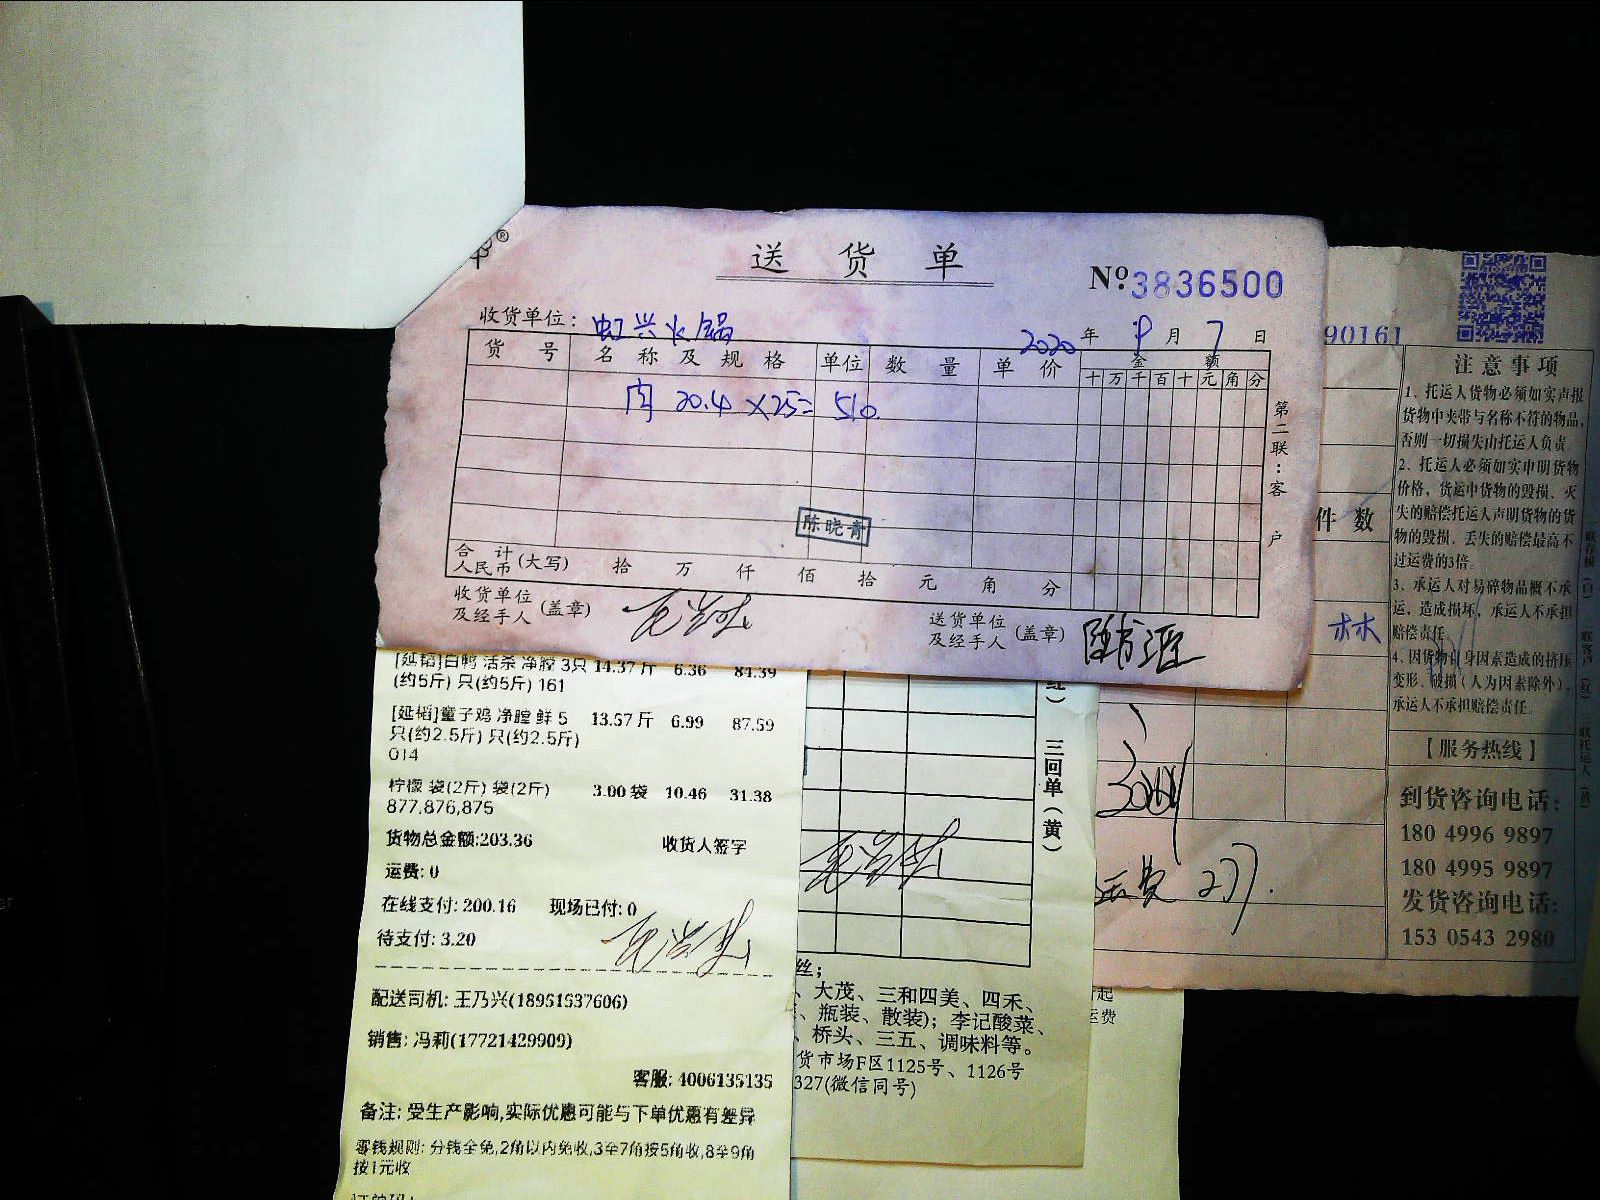 送货单
№ 3836500
收货单位: 虹兴火锅
2020 年 9 月 7 日
货号 名称及规格 单位 数量 单价 金额
十 万 千 百 十 元 角 分
肉 20.4 ×25= 510
第二联:客户
陈晓青
合计 人民币(大写) 拾 万 仟 佰 拾 元 角 分
收货单位及经手人(盖章)
送货单位及经手人(盖章)
[延韬]白鸭 活杀 净膛 3只 14.37 斤 6.36 84.39
(约5斤) 只(约5斤) 161
[延韬]童子鸡 净膛 鲜 5 13.57 斤 6.99 87.59
只(约2.5斤) 只(约2.5斤)
014
柠檬 袋(2斤) 袋(2斤) 3.00 袋 10.46 31.38
877,876,875
货物总金额:203.36 收货人签字
运费: 0
在线支付: 200.16 现场已付: 0
待支付: 3.20
配送司机: 王乃兴(18951537606)
销售: 冯莉(17721429909)
客服: 4006135135
备注: 受生产影响,实际优惠可能与下单优惠有差异
零钱规则: 分钱全免,2角以内免收,3至7角按5角收,8至9角
按1元收
三回单(黄)
丝;
、大茂、三和四美、四禾、
、瓶装、散装); 李记酸菜、
、桥头、三五、调味料等。
货市场F区1125号、1126号
327(微信同号)
起
运费
90161
件数
林
运费 277.
注意事项
1、托运人货物必须如实声报
货物中夹带与名称不符的物品,
否则一切损失由托运人负责。
2、托运人必须如实申明货物
价格，货运中货物的毁损、灭
失的赔偿托运人声明货物的货
物的毁损、丢失的赔偿最高不
过运费的3倍。
3、承运人对易碎物品概不承
运，造成损坏，承运人不承担
赔偿责任
4、因货物自身因素造成的挤压
变形、破损(人为因素除外)，
承运人不承担赔偿责任。
【服务热线】
到货咨询电话:
180 4996 9897
180 4995 9897
发货咨询电话:
153 0543 2980